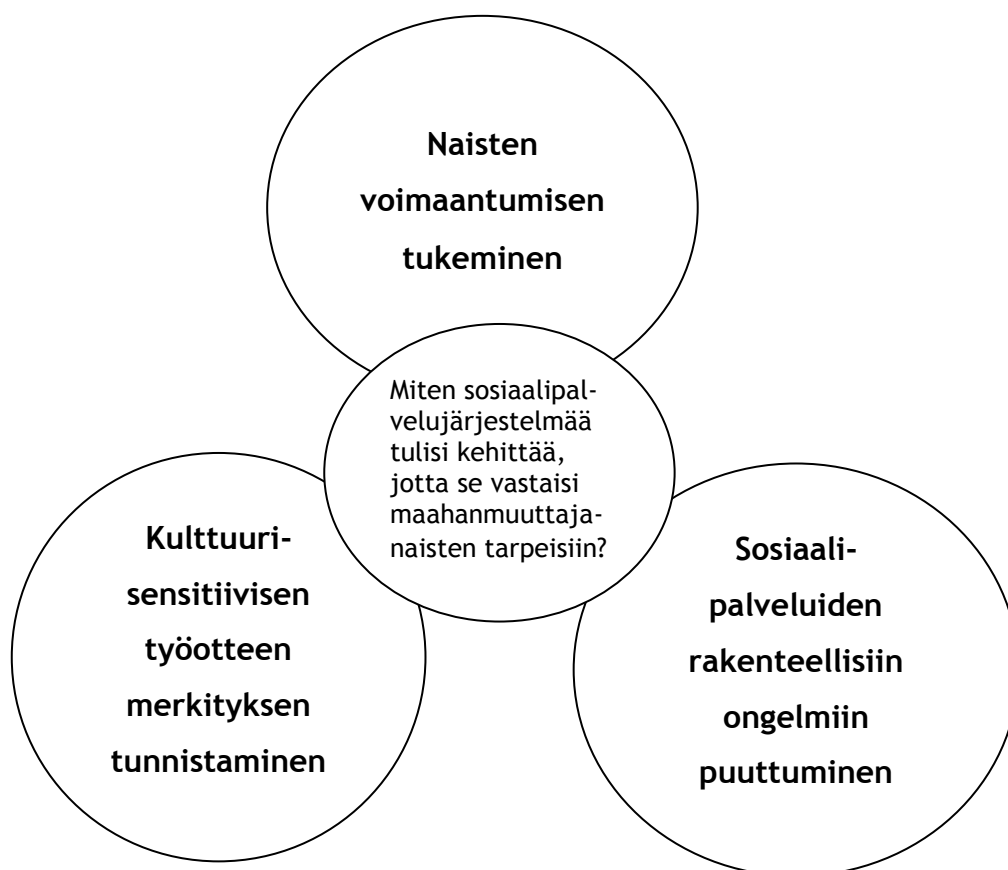 Naisten
voimaantumisen
tukeminen
Miten sosiaalipal-
velujärjestelmää
tulisi kehittää,
jotta se vastaisi
maahanmuuttaja-
naisten tarpeisiin?
Kulttuuri-
sensitiivisen
työotteen
merkityksen
tunnistaminen
Sosiaali-
palveluiden
rakenteellisiin
ongelmiin
puuttuminen